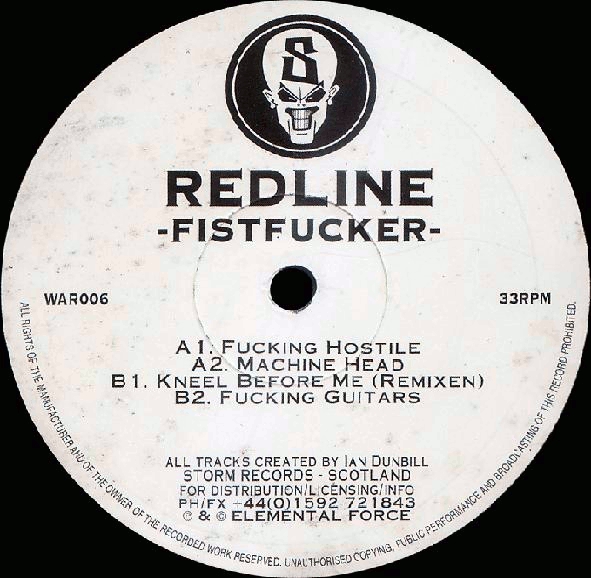 S
REDLINE
-FISTFUCKER-
WAR006
33RPM
A1. FUCKING HOSTILE
A2. MACHINE HEAD
B1. KNEEL BEFORE ME (REMIXEN)
B2. FUCKING GUITARS
ALL TRACKS CREATED BY IAN DUNBILL
STORM RECORDS - SCOTLAND
FOR DISTRIBUTION/LICENSING/INFO
PH/FX +44(0)1592 721843
© & © ELEMENTAL FORCE
ALL RIGHTS OF THE MANUFACTURER AND OF THE OWNER OF THE RECORDED WORK RESERVED. UNAUTHORISED COPYING, PUBLIC PERFORMANCE AND BROADCASTING OF THIS RECORD PROHIBITED.